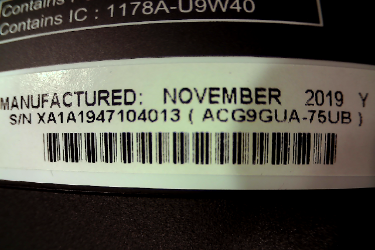 Contains IC : 1178A-U9W40
MANUFACTURED: NOVEMBER 2019 Y
S/N XA1A1947104013 ( ACG9GUA-75UB )